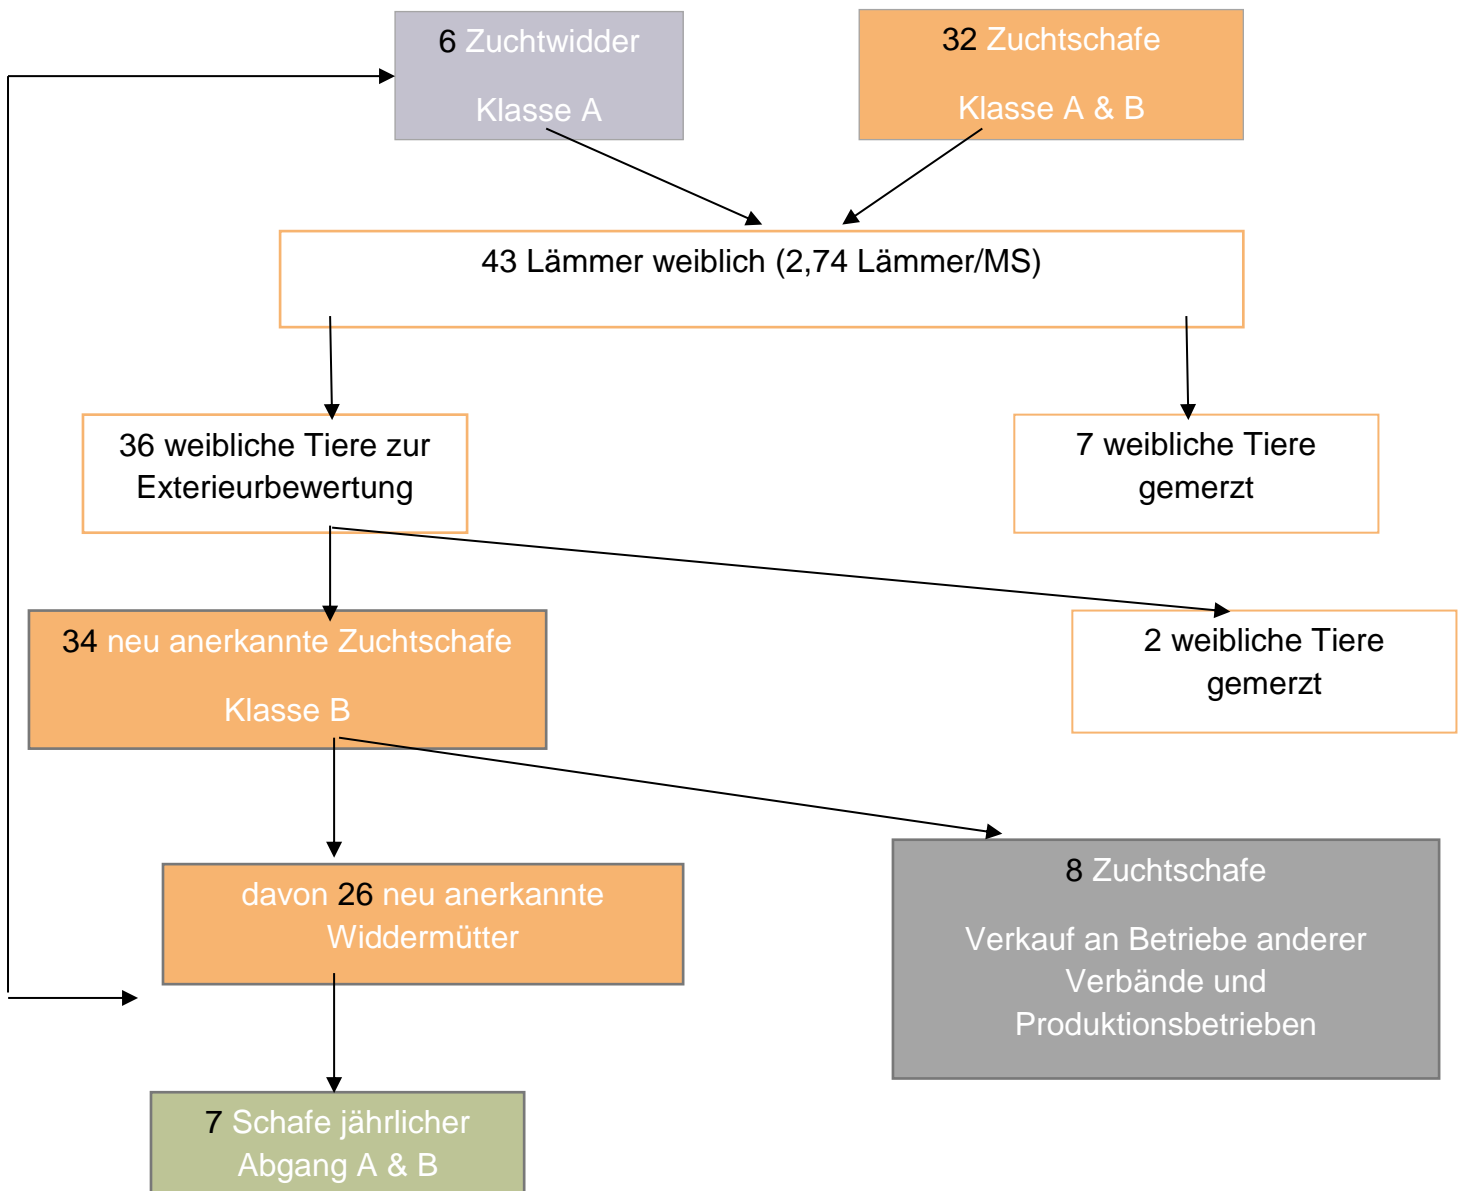 6 Zuchtwidder
Klasse A
32 Zuchtschafe
Klasse A & B
43 Lämmer weiblich (2,74 Lämmer/MS)
36 weibliche Tiere zur
Exterieurbewertung
7 weibliche Tiere
gemerzt
34 neu anerkannte Zuchtschafe
Klasse B
2 weibliche Tiere
gemerzt
davon 26 neu anerkannte
Widdermütter
8 Zuchtschafe
Verkauf an Betriebe anderer
Verbände und
Produktionsbetrieben
7 Schafe jährlicher
Abgang A & B